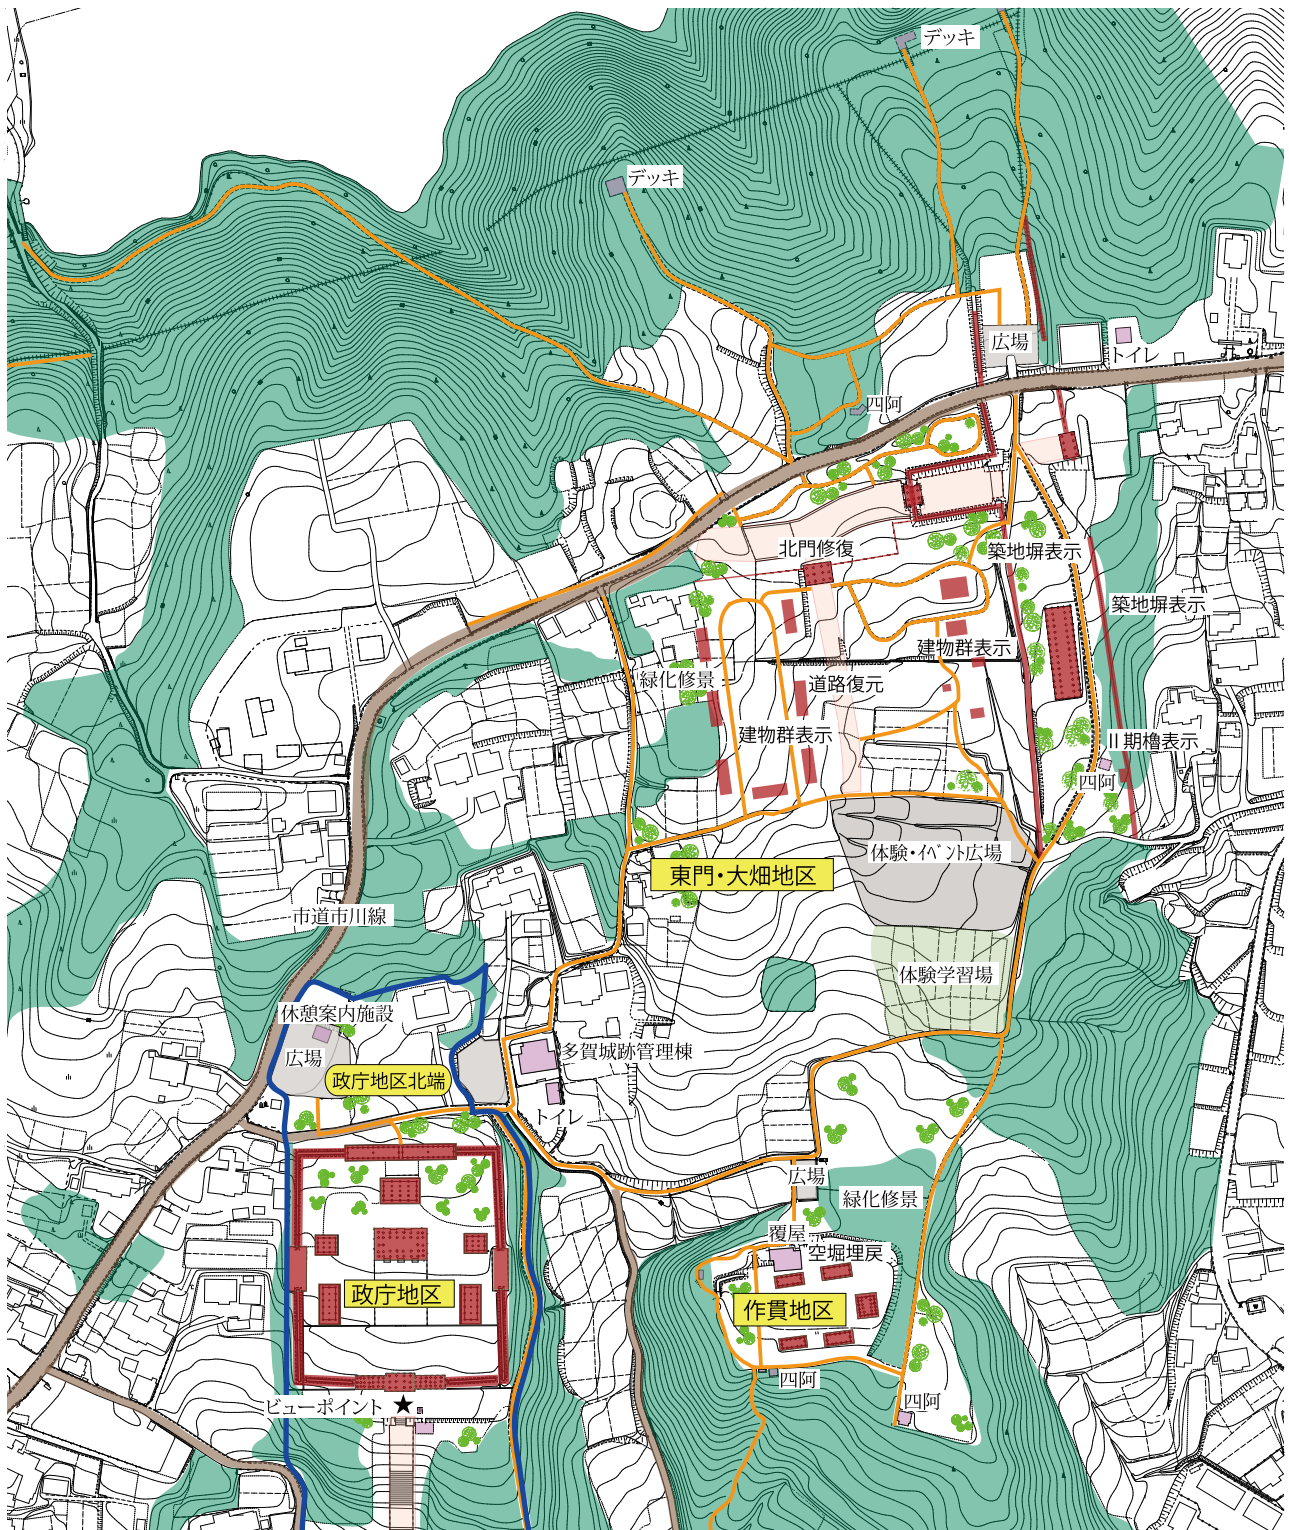 デッキ
デッキ
広場
トイレ
四阿
北門修復
築地塀表示
築地塀表示
建物群表示
緑化修景
道路復元
建物群表示
Ⅱ期櫓表示
四阿
体験・イベント広場
東門・大畑地区
市道市川線
体験学習場
休憩案内施設
広場
多賀城跡管理棟
政庁地区北端
トイレ
広場
緑化修景
覆屋
空堀埋戻
政庁地区
作貫地区
四阿
四阿
ビューポイント